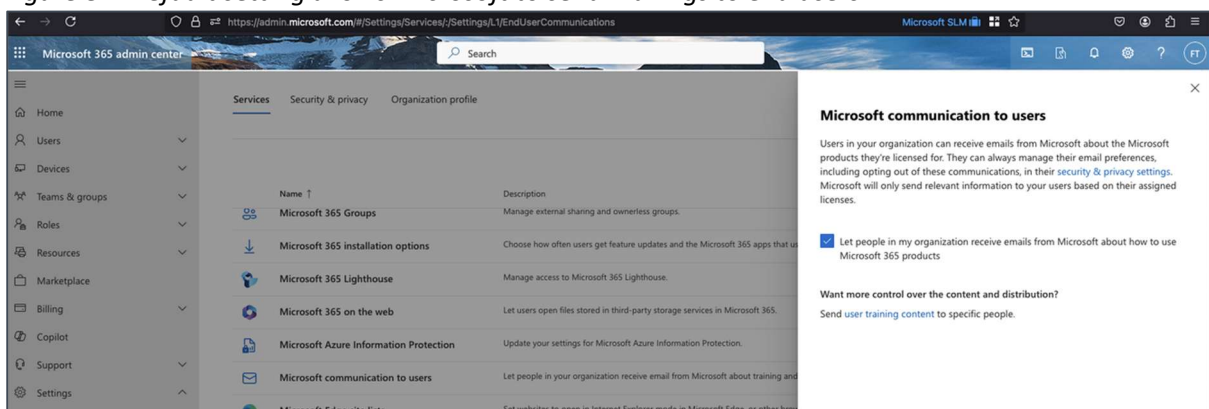 https://admin.microsoft.com/#/Settings/Services/:/Settings/L1/EndUserCommunications
Microsoft SLM
Microsoft 365 admin center
Search
?
FT
Services Security & privacy Organization profile
Home
Users
Devices
Teams & groups
Roles
Resources
Marketplace
Billing
Copilot
Support
Settings
Name ↑ Description
Microsoft 365 Groups Manage external sharing and ownerless groups.
Microsoft 365 installation options Choose how often users get feature updates and the Microsoft 365 apps that us
Microsoft 365 Lighthouse Manage access to Microsoft 365 Lighthouse.
Microsoft 365 on the web Let users open files stored in third-party storage services in Microsoft 365.
Microsoft Azure Information Protection Update your settings for Microsoft Azure Information Protection.
Microsoft communication to users Let people in your organization receive email from Microsoft about training and
Microsoft communication to users
Users in your organization can receive emails from Microsoft about the Microsoft
products they're licensed for. They can always manage their email preferences,
including opting out of these communications, in their security & privacy settings.
Microsoft will only send relevant information to your users based on their assigned
licenses.
Let people in my organization receive emails from Microsoft about how to use
Microsoft 365 products
Want more control over the content and distribution?
Send user training content to specific people.